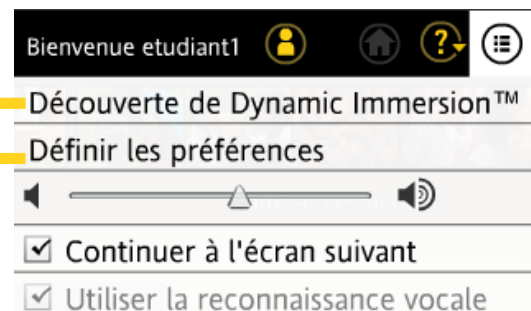 Bienvenue etudiant1 ?
Découverte de Dynamic Immersion™
Définir les préférences
Continuer à l'écran suivant
Utiliser la reconnaissance vocale